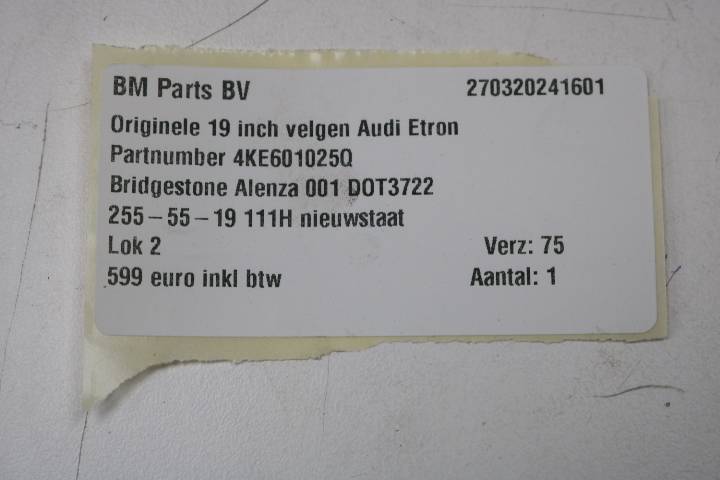 BM Parts BV 270320241601
Originele 19 inch velgen Audi Etron
Partnumber 4KE601025Q
Bridgestone Alenza 001 DOT3722
255-55-19 111H nieuwstaat
Lok 2 Verz: 75
599 euro inkl btw Aantal: 1